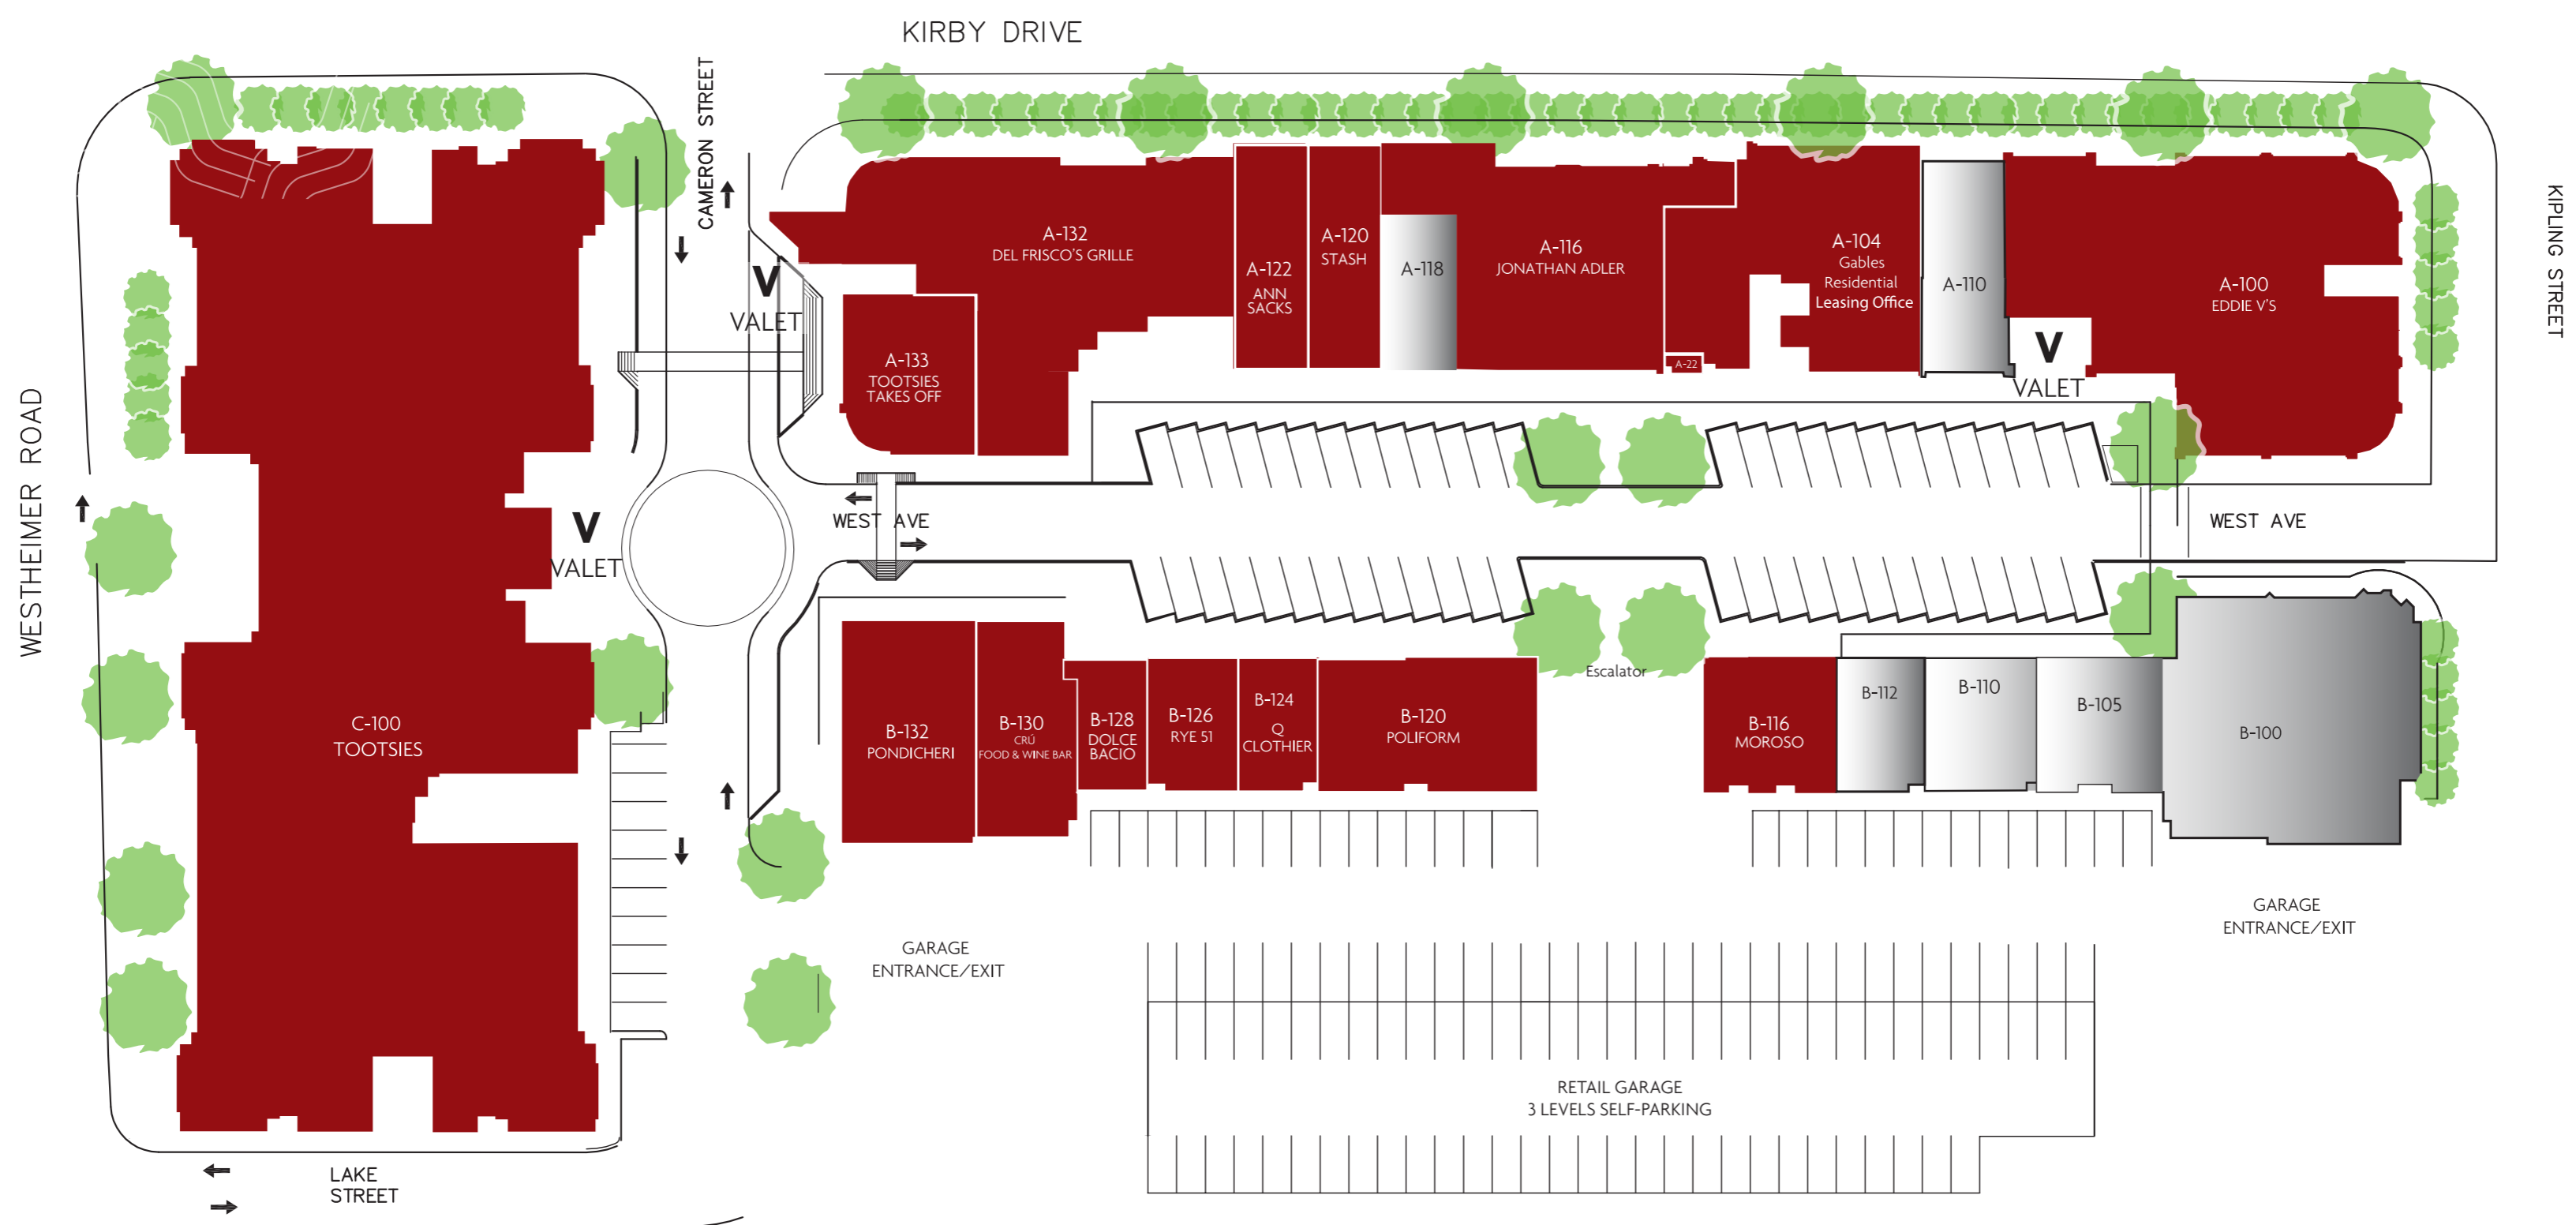 KIRBY DRIVE
CAMERON STREET
KIPLING STREET
WESTHEIMER ROAD
A-132
DEL FRISCO'S GRILLE
A-122
ANN
SACKS
A-120
STASH
A-118
A-116
JONATHAN ADLER
A-104
Gables
Residential
Leasing Office
A-110
A-100
EDDIE V'S
V
VALET
A-133
TOOTSIES
TAKES OFF
A-22
V
VALET
V
VALET
WEST AVE
WEST AVE
Escalator
C-100
TOOTSIES
B-132
PONDICHERI
B-130
CRÚ
FOOD & WINE BAR
B-128
DOLCE
BACIO
B-126
RYE 51
B-124
Q
CLOTHIER
B-120
POLIFORM
B-116
MOROSO
B-112
B-110
B-105
B-100
GARAGE
ENTRANCE/EXIT
GARAGE
ENTRANCE/EXIT
RETAIL GARAGE
3 LEVELS SELF-PARKING
LAKE
STREET